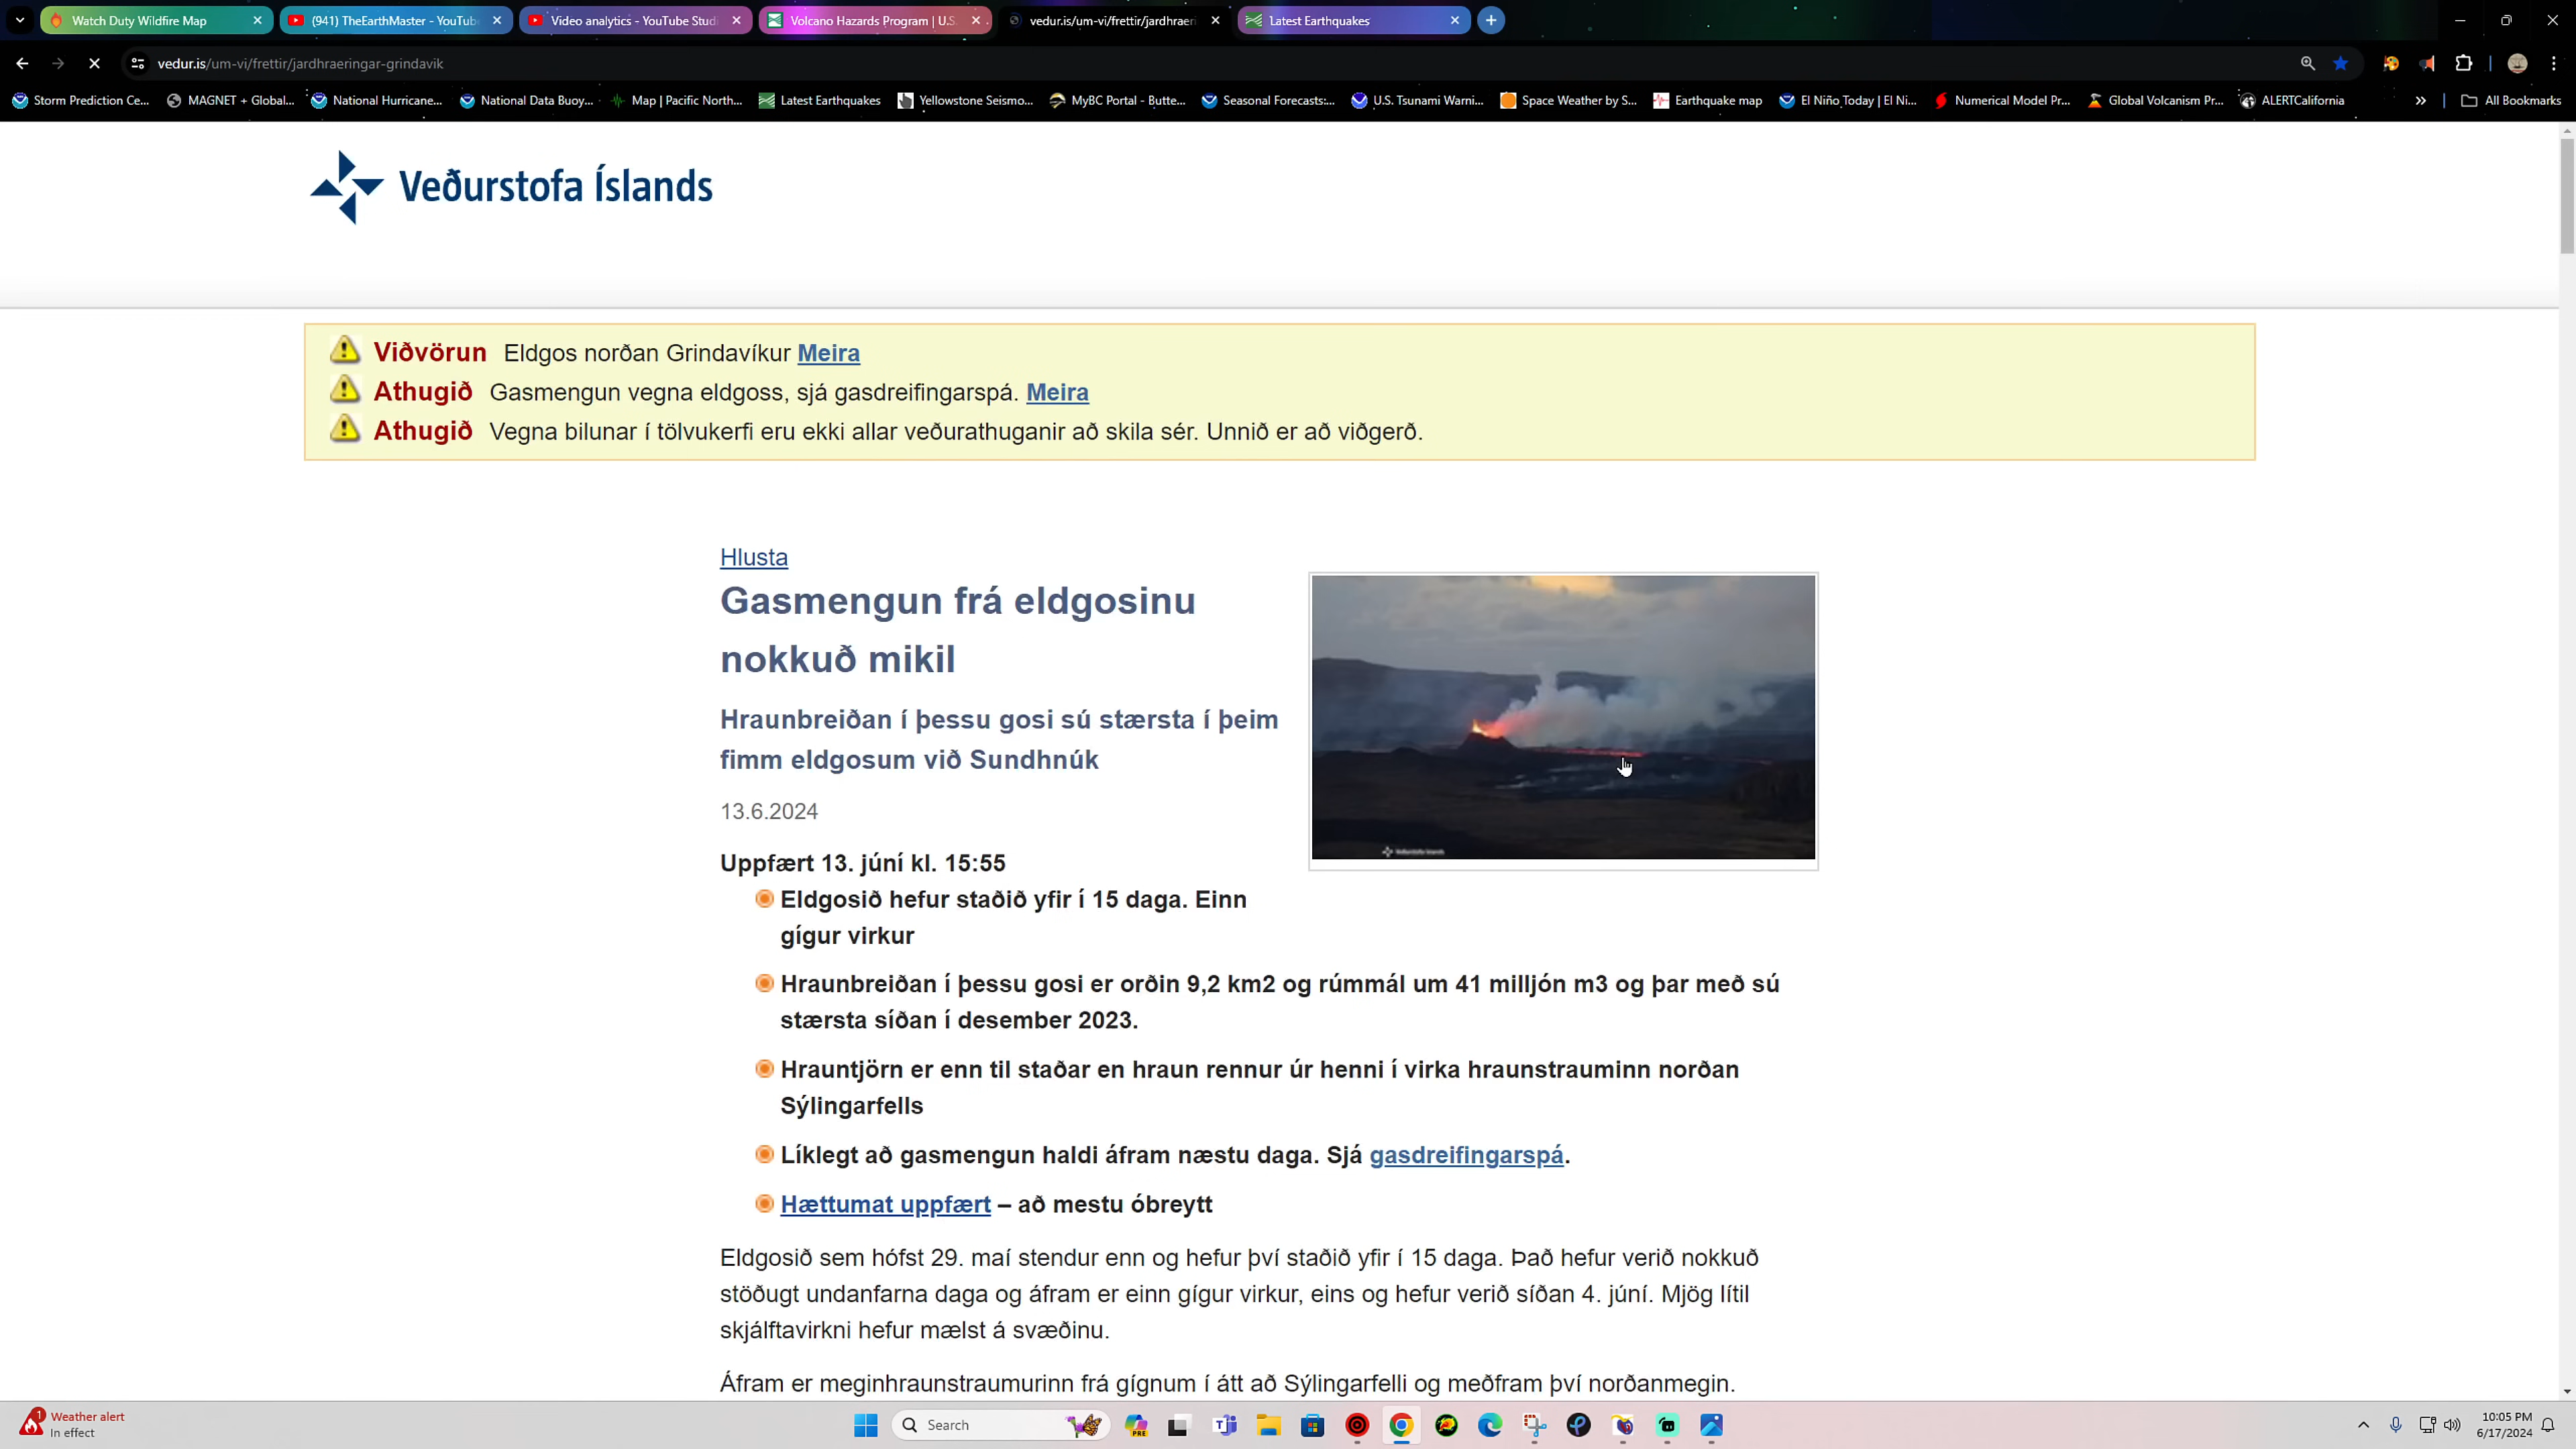 Watch Duty Wildfire Map
(941) TheEarthMaster - YouTube
Video analytics - YouTube Studi
Volcano Hazards Program | U.S.
vedur.is/um-vi/frettir/jardhraeri
Latest Earthquakes
vedur.is/um-vi/frettir/jardhraeringar-grindavik
Storm Prediction Ce...
MAGNET + Global...
National Hurricane...
National Data Buoy...
Map | Pacific North...
Latest Earthquakes
Yellowstone Seismo...
MyBC Portal - Butte...
Seasonal Forecasts:...
U.S. Tsunami Warni...
Space Weather by S...
Earthquake map
El Niño Today | El Ni...
Numerical Model Pr...
Global Volcanism Pr...
ALERTCalifornia
»
All Bookmarks
Veðurstofa Íslands
Viðvörun Eldgos norðan Grindavíkur Meira
Athugið Gasmengun vegna eldgoss, sjá gasdreifingarspá. Meira
Athugið Vegna bilunar í tölvukerfi eru ekki allar veðurathuganir að skila sér. Unnið er að viðgerð.
Hlusta
Gasmengun frá eldgosinu
nokkuð mikil
Hraunbreiðan í þessu gosi sú stærsta í þeim
fimm eldgosum við Sundhnúk
13.6.2024
Veðurstofa Íslands
Uppfært 13. júní kl. 15:55
Eldgosið hefur staðið yfir í 15 daga. Einn
gígur virkur
Hraunbreiðan í þessu gosi er orðin 9,2 km2 og rúmmál um 41 milljón m3 og þar með sú
stærsta síðan í desember 2023.
Hrauntjörn er enn til staðar en hraun rennur úr henni í virka hraunstrauminn norðan
Sýlingarfells
Líklegt að gasmengun haldi áfram næstu daga. Sjá gasdreifingarspá.
Hættumat uppfært – að mestu óbreytt
Eldgosið sem hófst 29. maí stendur enn og hefur því staðið yfir í 15 daga. Það hefur verið nokkuð
stöðugt undanfarna daga og áfram er einn gígur virkur, eins og hefur verið síðan 4. júní. Mjög lítil
skjálftavirkni hefur mælst á svæðinu.
Áfram er meginhraunstraumurinn frá gígnum í átt að Sýlingarfelli og meðfram því norðanmegin.
1
Weather alert
In effect
Search
PRE
10:05 PM
6/17/2024